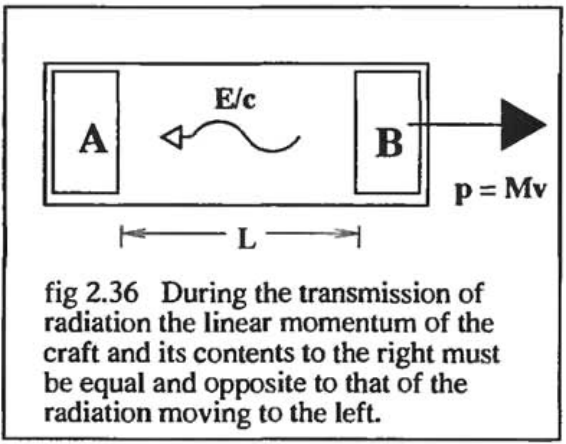 E/c
A
B
p = Mv
L
fig 2.36 During the transmission of
radiation the linear momentum of the
craft and its contents to the right must
be equal and opposite to that of the
radiation moving to the left.